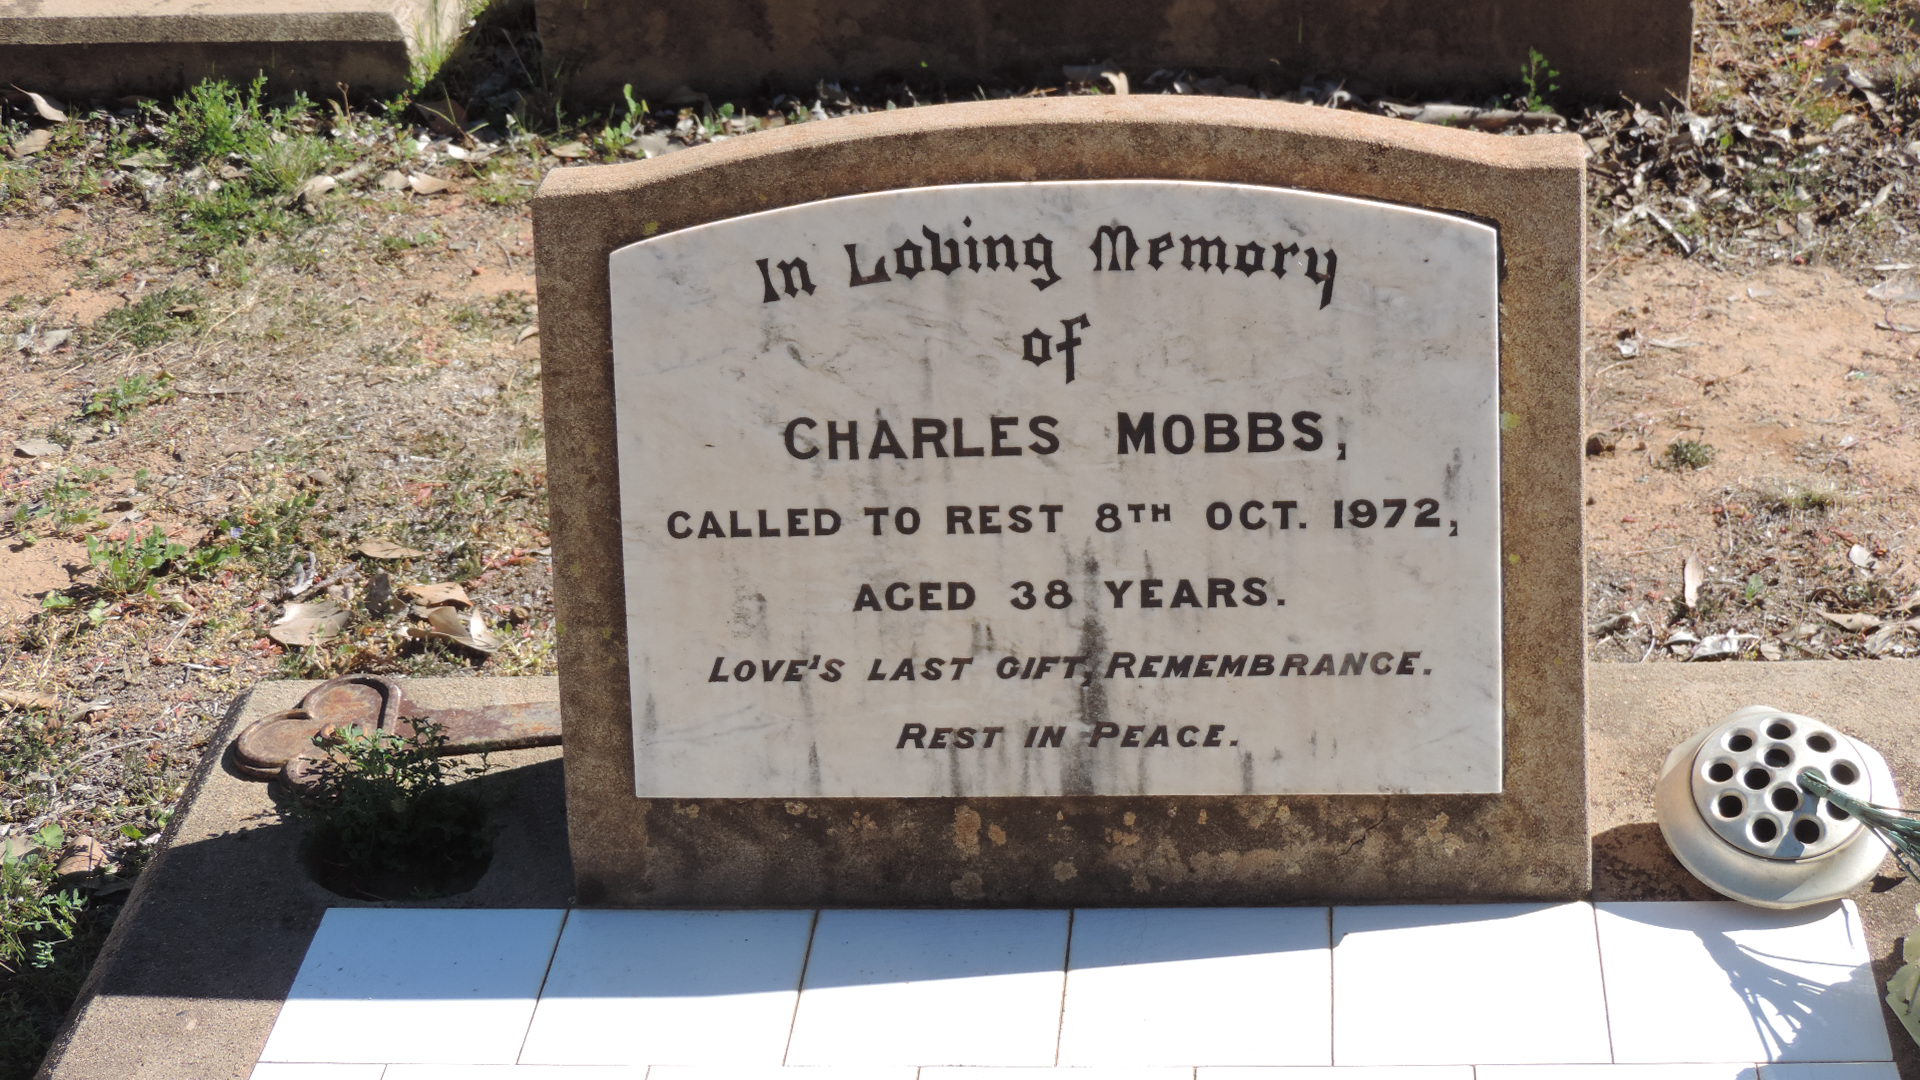 In Loving Memory
of
CHARLES MOBBS,
CALLED TO REST 8TH OCT. 1972,
AGED 38 YEARS.
LOVE'S LAST GIFT, REMEMBRANCE.
REST IN PEACE.